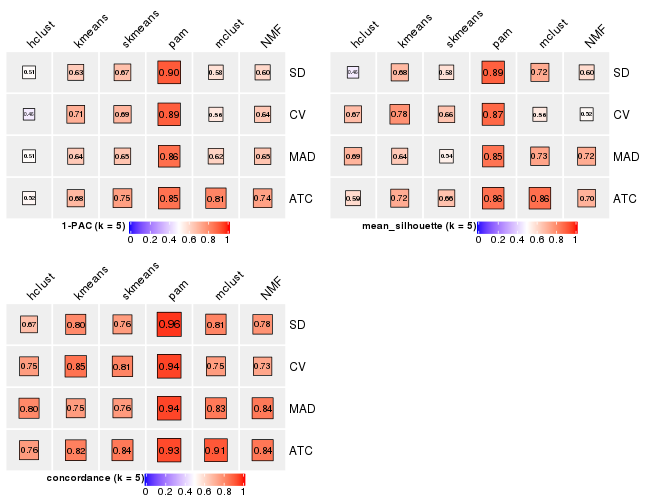 hclust kmeans skmeans pam mclust NMF
0.51 0.63 0.67 0.90 0.58 0.60 SD
0.46 0.71 0.69 0.89 0.56 0.64 CV
0.51 0.64 0.65 0.86 0.62 0.65 MAD
0.52 0.68 0.75 0.85 0.81 0.74 ATC
1-PAC (k = 5)
0 0.2 0.4 0.6 0.8 1
hclust kmeans skmeans pam mclust NMF
0.68 0.58 0.89 0.72 0.60 SD
0.67 0.78 0.66 0.87 0.56 0.52 CV
0.69 0.64 0.54 0.85 0.73 0.72 MAD
0.59 0.72 0.66 0.86 0.86 0.70 ATC
mean_silhouette (k = 5)
0 0.2 0.4 0.6 0.8 1
hclust kmeans skmeans pam mclust NMF
0.67 0.80 0.76 0.96 0.81 0.78 SD
0.75 0.85 0.81 0.94 0.75 0.73 CV
0.80 0.75 0.76 0.94 0.83 0.84 MAD
0.76 0.82 0.84 0.93 0.91 0.84 ATC
concordance (k = 5)
0 0.2 0.4 0.6 0.8 1